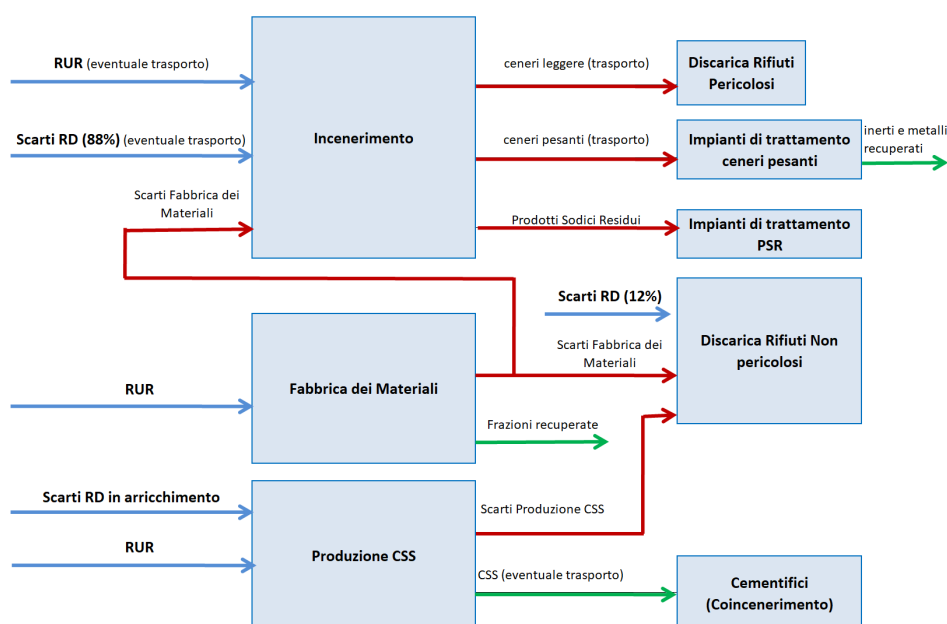 RUR (eventuale trasporto)
ceneri leggere (trasporto)
Discarica Rifiuti
Pericolosi
Scarti RD (88%) (eventuale trasporto)
Incenerimento
ceneri pesanti (trasporto)
Impianti di trattamento
ceneri pesanti
inerti e metalli
recuperati
Scarti Fabbrica dei
Materiali
Prodotti Sodici Residui
Impianti di trattamento
PSR
Scarti RD (12%)
Scarti Fabbrica dei
Materiali
Discarica Rifiuti Non
pericolosi
RUR
Fabbrica dei Materiali
Frazioni recuperate
Scarti RD in arricchimento
Scarti Produzione CSS
RUR
Produzione CSS
CSS (eventuale trasporto)
Cementifici
(Coincenerimento)